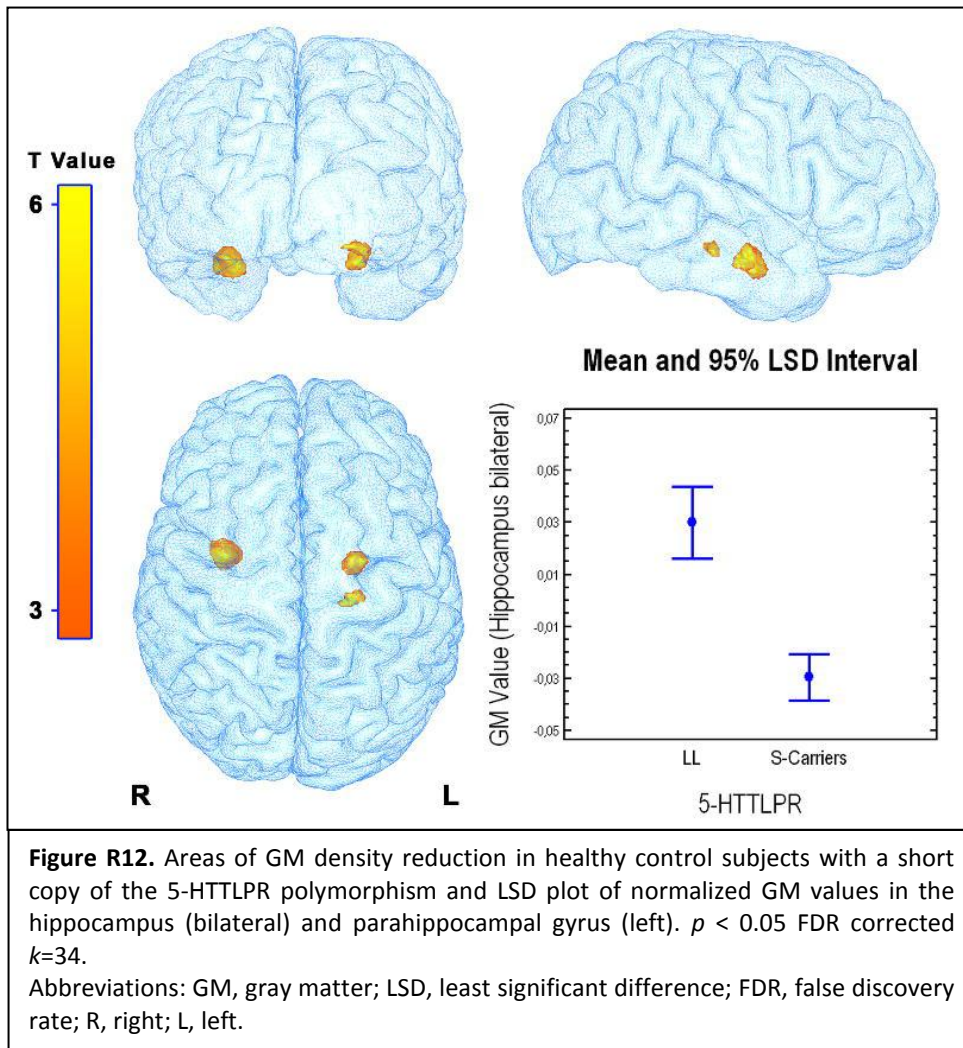 T Value
6
3
R
L
Mean and 95% LSD Interval
GM Value (Hippocampus bilateral)
0,07
0,05
0,03
0,01
-0,01
-0,03
-0,05
LL
S-Carriers
5-HTTLPR
Figure R12. Areas of GM density reduction in healthy control subjects with a short
copy of the 5-HTTLPR polymorphism and LSD plot of normalized GM values in the
hippocampus (bilateral) and parahippocampal gyrus (left). p < 0.05 FDR corrected
k=34.
Abbreviations: GM, gray matter; LSD, least significant difference; FDR, false discovery
rate; R, right; L, left.